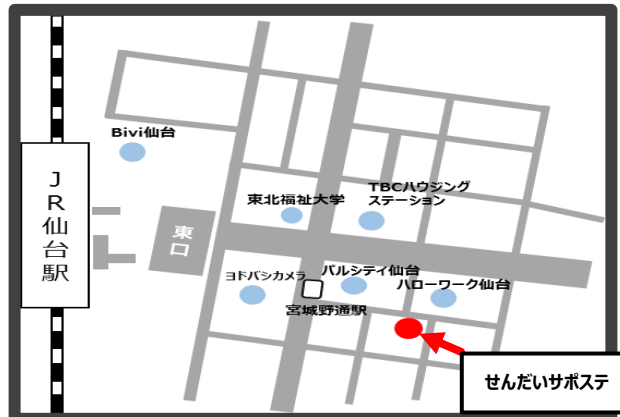 Bivi仙台
JR仙台駅
東口
東北福祉大学
TBCハウジング
ステーション
ヨドバシカメラ
パルシティ仙台
ハローワーク仙台
宮城野通駅
せんだいサポステ